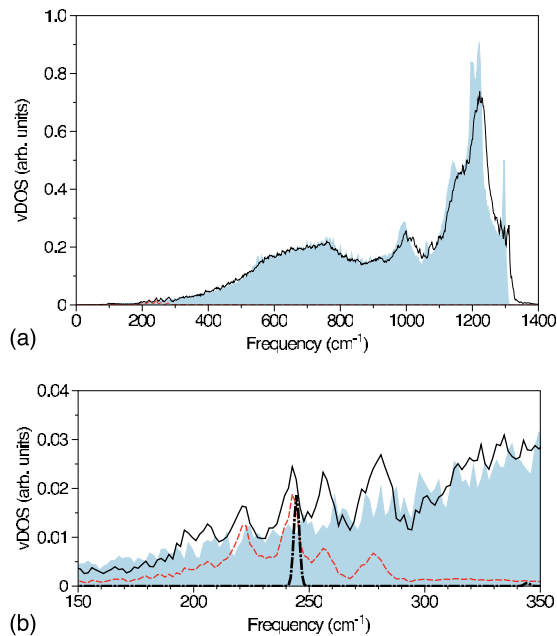 1.0
0.8
0.6
0.4
0.2
0
vDOS (arb. units)
0 200 400 600 800 1000 1200 1400
Frequency (cm-1)
(a)
0.04
0.03
0.02
0.01
0
vDOS (arb. units)
150 200 250 300 350
Frequency (cm-1)
(b)